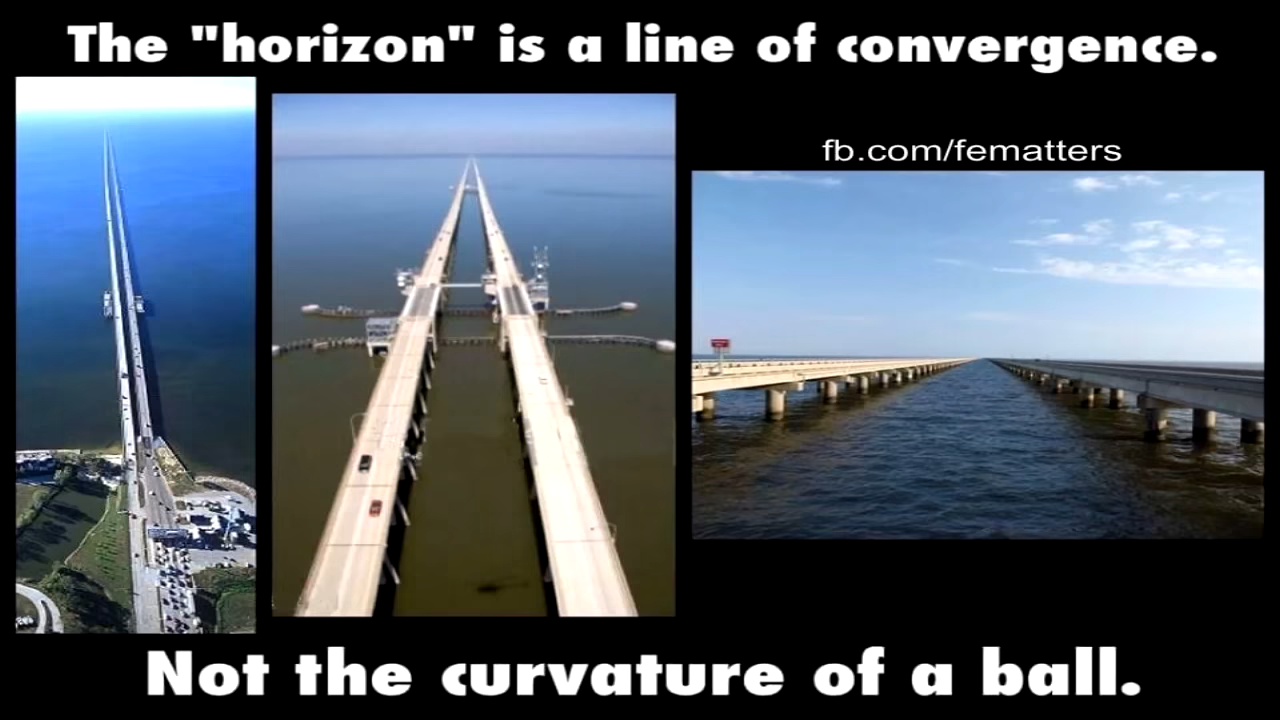 The "horizon" is a line of convergence.
fb.com/fematters
Not the curvature of a ball.